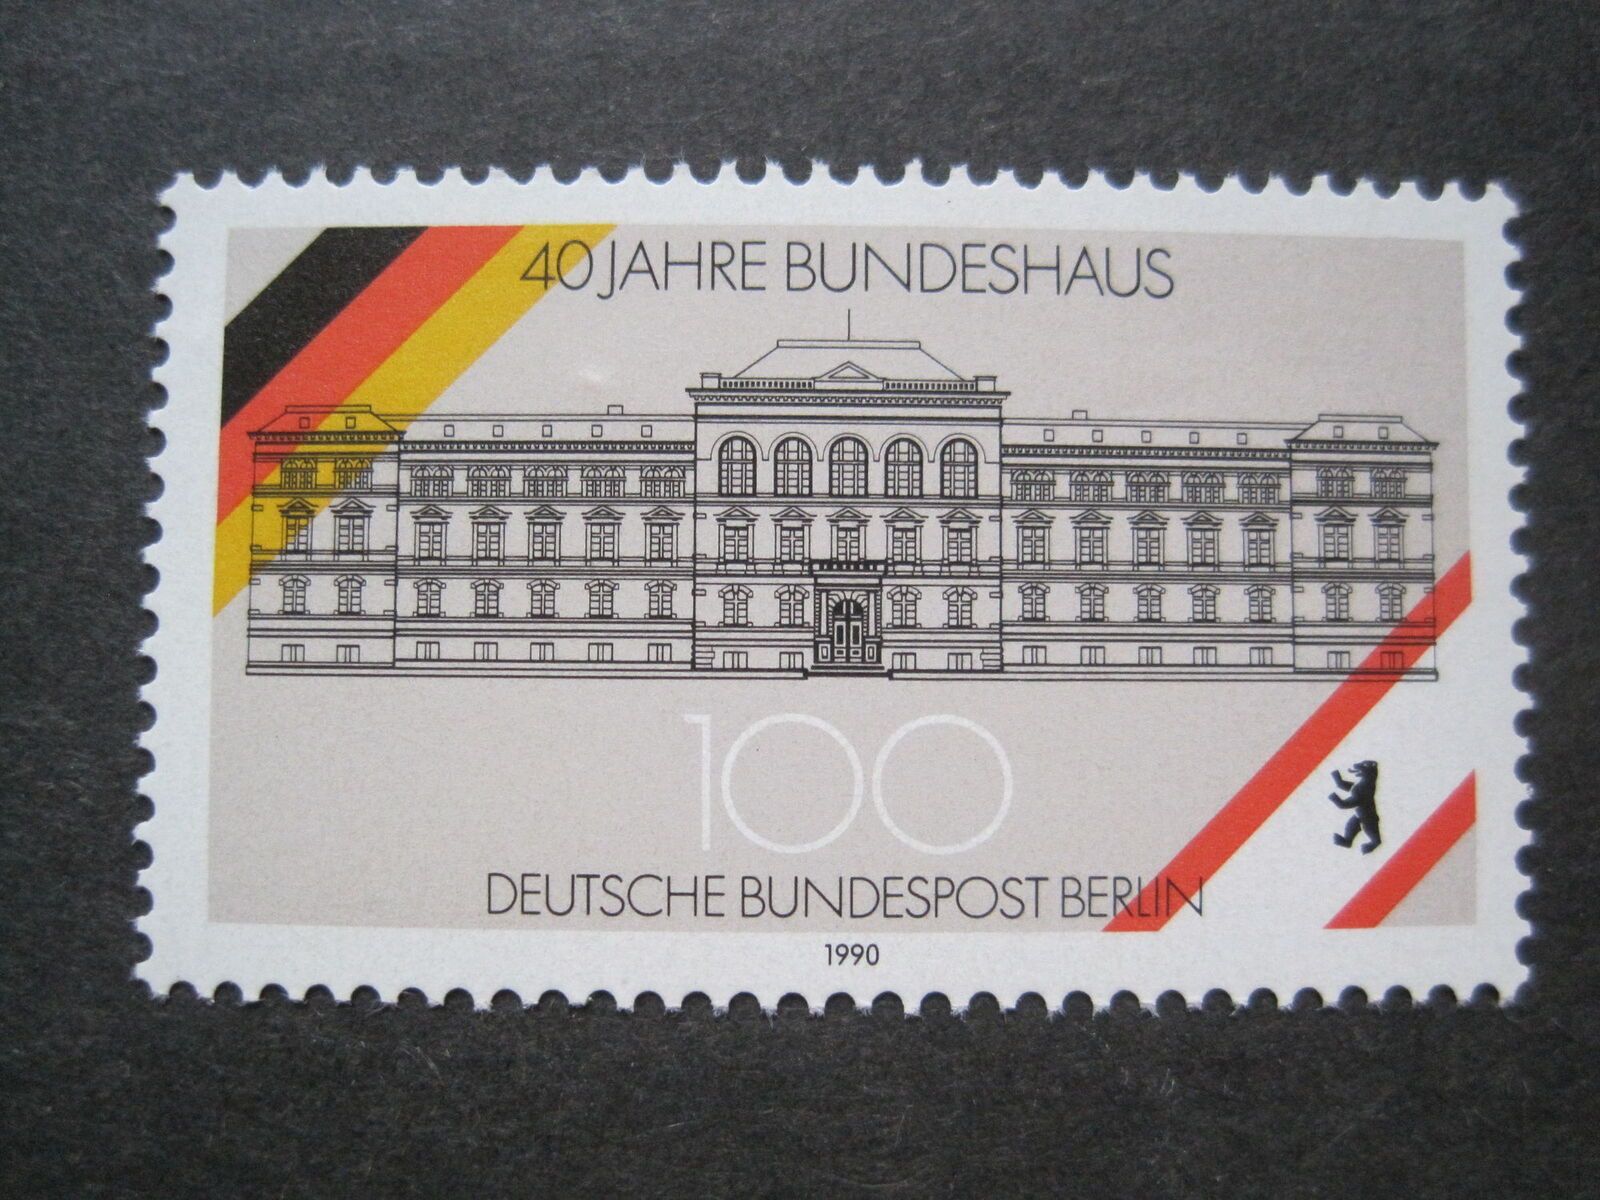 40 JAHRE BUNDESHAUS
100
DEUTSCHE BUNDESPOST BERLIN
1990